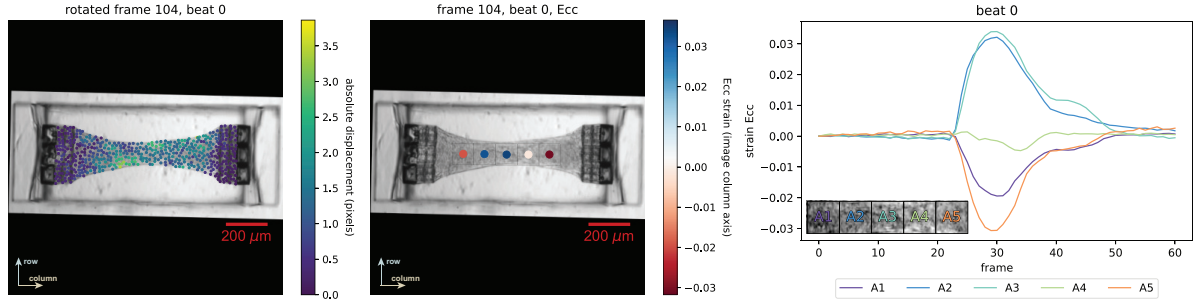 rotated frame 104, beat 0
3.5
3.0
2.5
2.0
1.5
1.0
0.5
0.0
absolute displacement (pixels)
200 μm
row
column
frame 104, beat 0, Ecc
0.03
0.02
0.01
0.00
−0.01
−0.02
−0.03
Ecc strain (image column axis)
200 μm
row
column
beat 0
strain Ecc
0.03
0.02
0.01
0.00
−0.01
−0.02
−0.03
A1 A2 A3 A4 A5
0 10 20 30 40 50 60
frame
A1 A2 A3 A4 A5